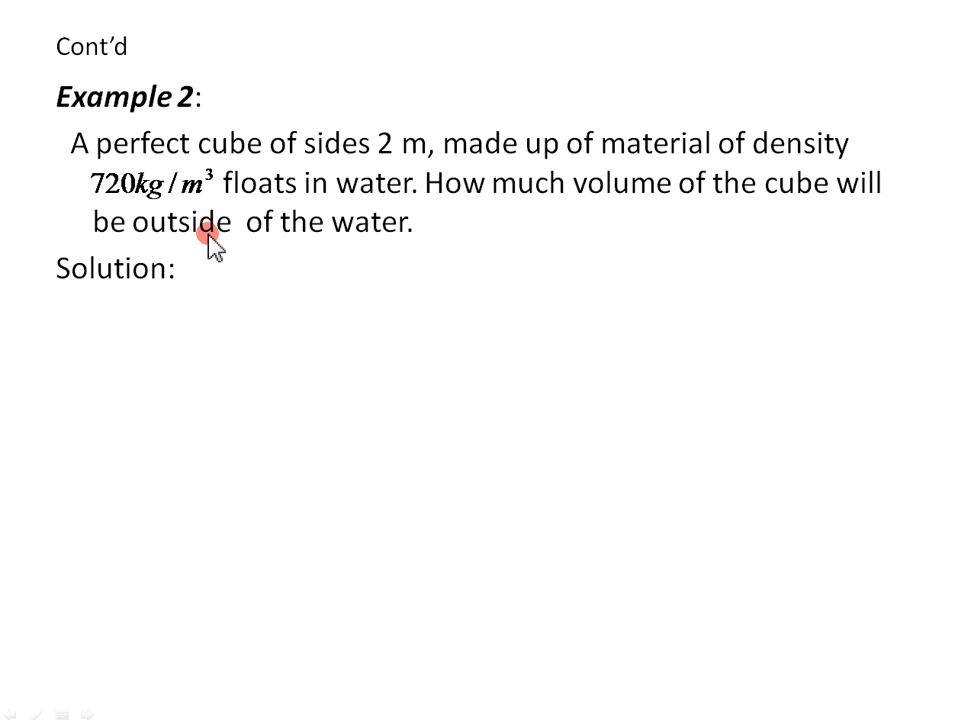 Cont’d
Example 2:
A perfect cube of sides 2 m, made up of material of density
720kg / m³ floats in water. How much volume of the cube will
be outside of the water.
Solution: